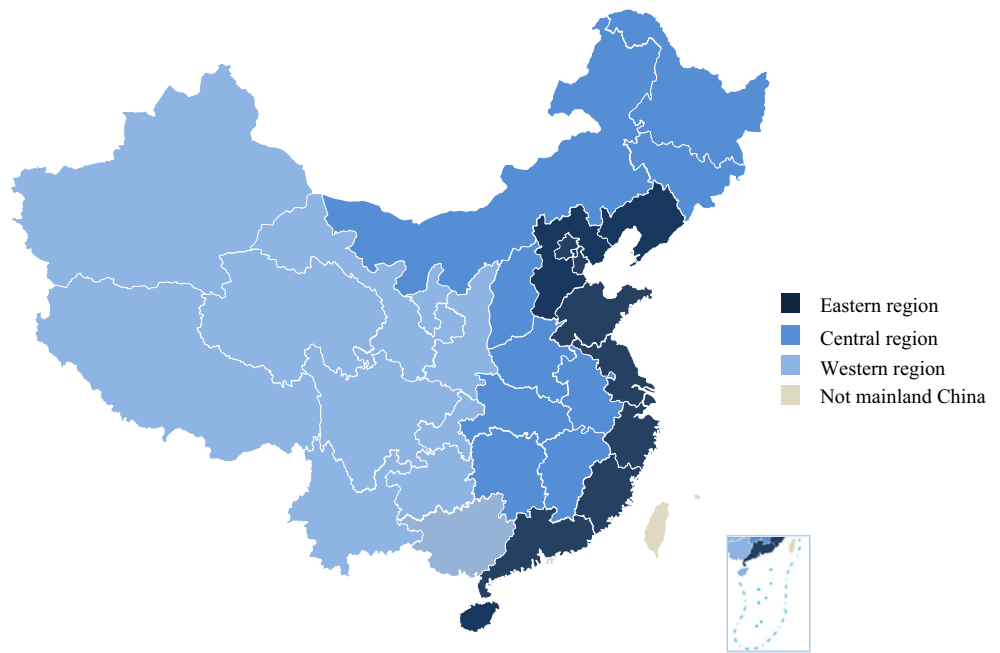 Eastern region
Central region
Western region
Not mainland China